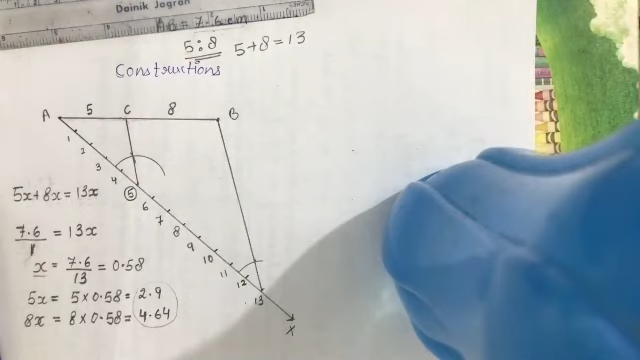 Dainik Jagran
AB = 7.6 cm
5:8 5+8=13
Constructions
A 5 C 8 B
1
2
3
4
5
6
7
8
9
10
11
12
13
X
5x+8x=13x
7.6/1 = 13x
x = 7.6/13 = 0.58
5x = 5×0.58= 2.9
8x = 8×0.58= 4.64